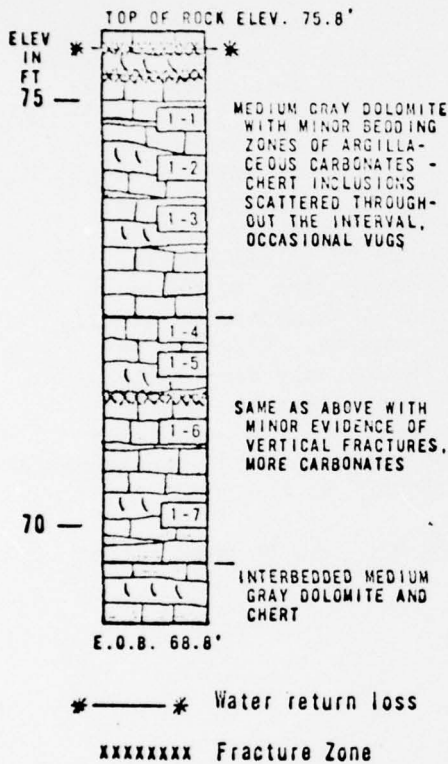 TOP OF ROCK ELEV. 75.8'
ELEV
IN
FT
75
1-1
1-2
1-3
MEDIUM GRAY DOLOMITE
WITH MINOR BEDDING
ZONES OF ARGILLA-
CEOUS CARBONATES -
CHERT INCLUSIONS
SCATTERED THROUGH-
OUT THE INTERVAL,
OCCASIONAL VUGS
1-4
1-5
1-6
1-7
SAME AS ABOVE WITH
MINOR EVIDENCE OF
VERTICAL FRACTURES,
MORE CARBONATES
70
INTERBEDDED MEDIUM
GRAY DOLOMITE AND
CHERT
E.O.B. 68.8'
Water return loss
XXXXXXXX Fracture Zone